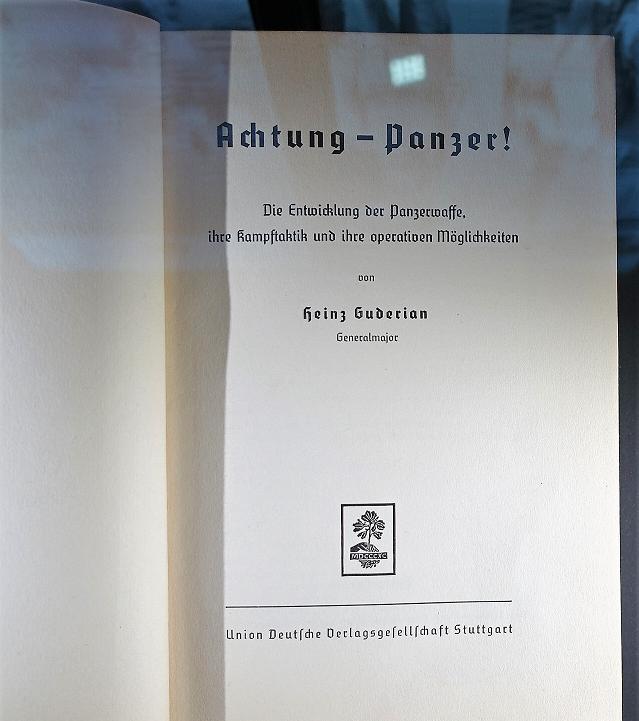 Achtung – Panzer!
Die Entwicklung der Panzerwaffe,
ihre Kampftaktik und ihre operativen Möglichkeiten
von
Heinz Guderian
Generalmajor
MDCCCXC
Union Deutſche Verlagsgeſellſchaft Stuttgart